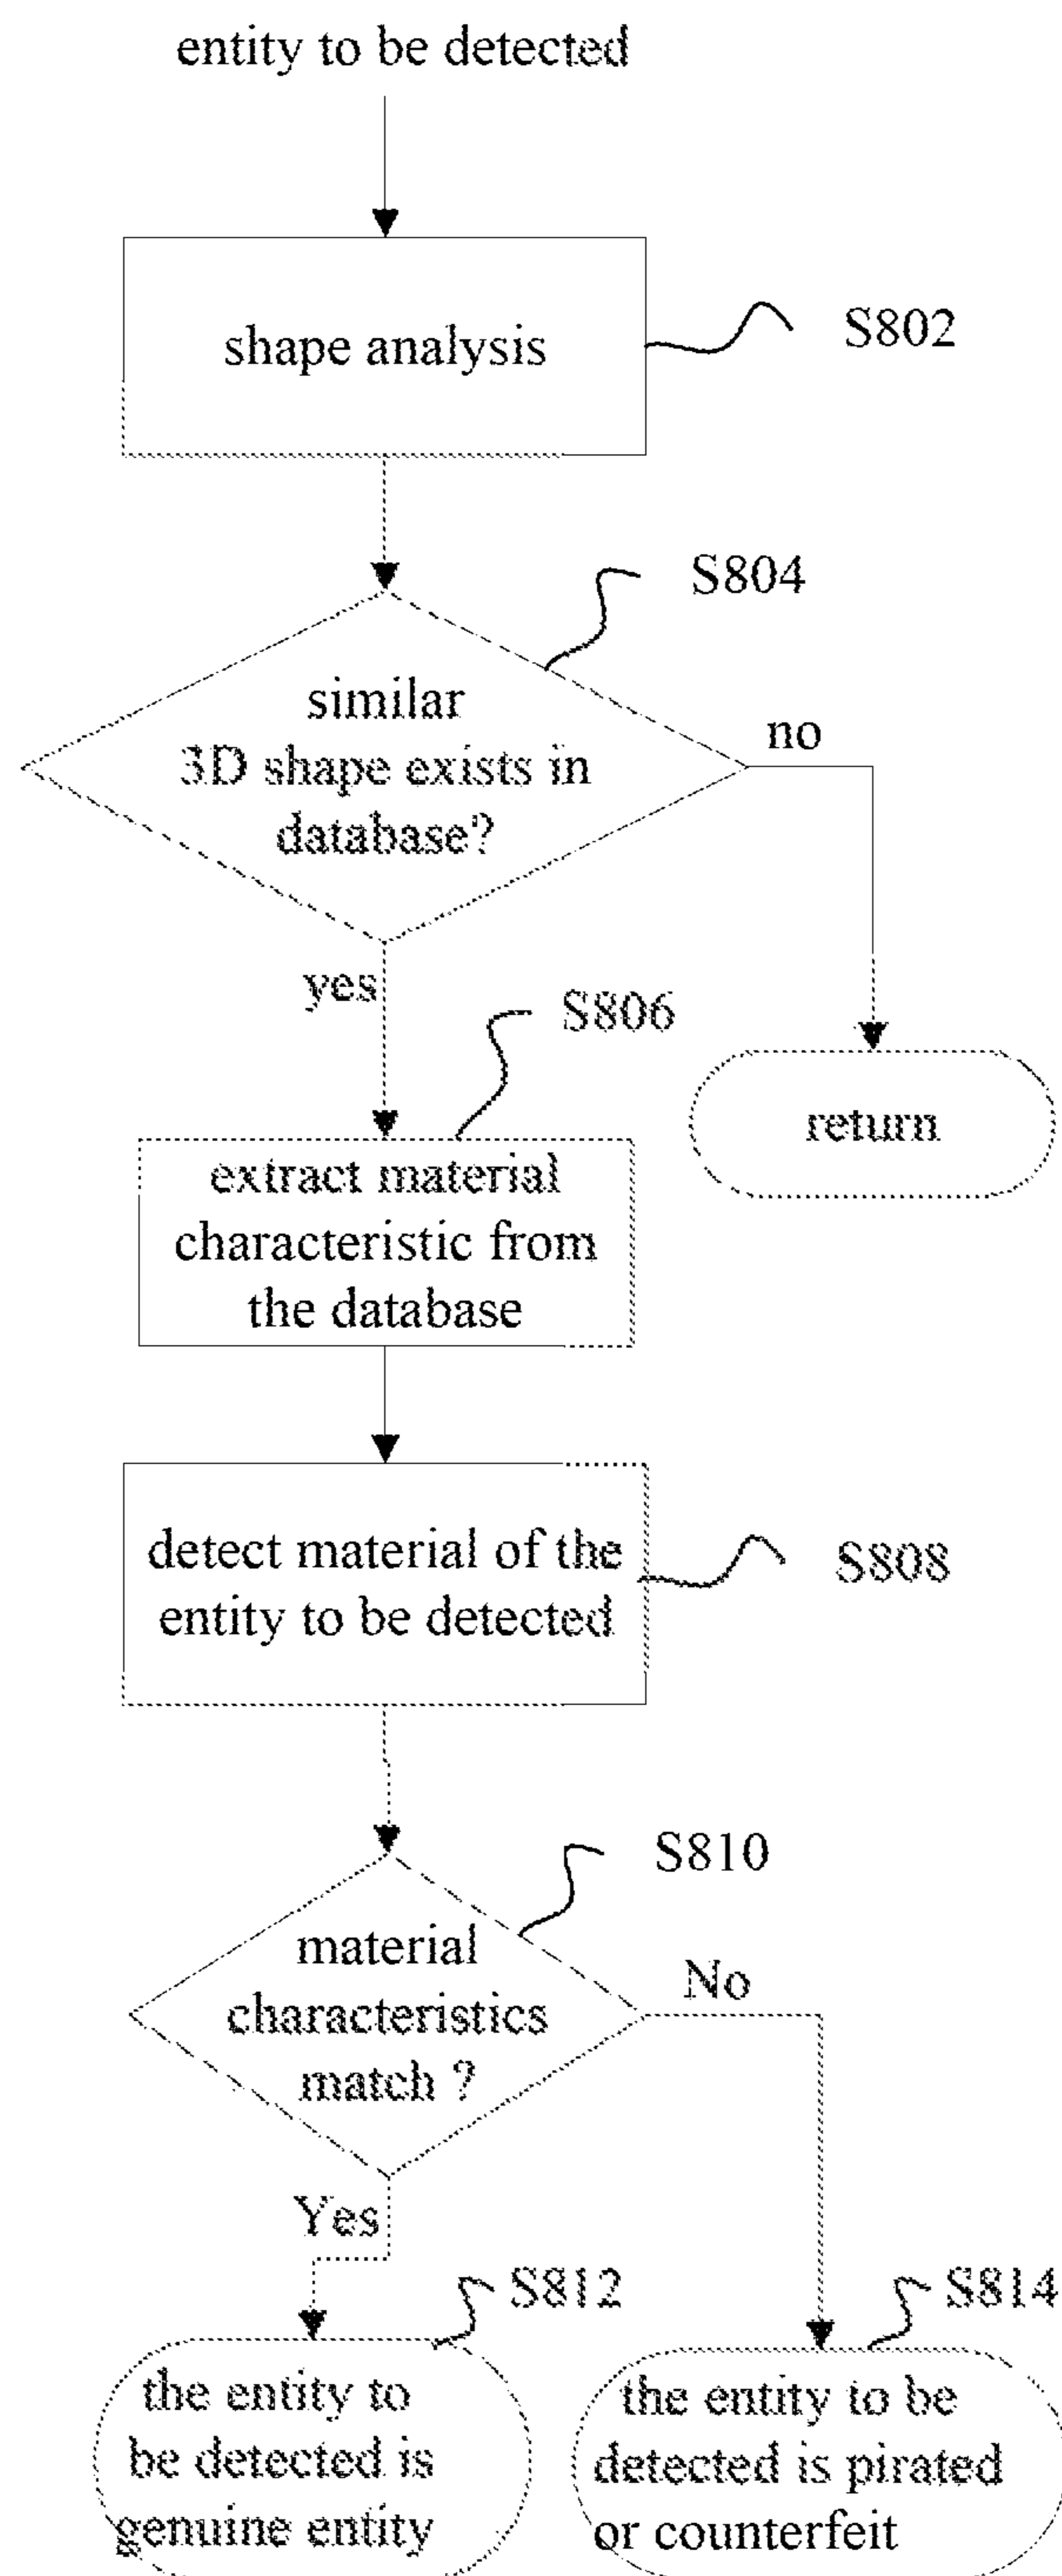 entity to be detected
shape analysis
S802
S804
similar
3D shape exists in
database?
no
yes
S806
return
extract material
characteristic from
the database
detect material of the
entity to be detected
S808
S810
material
characteristics
match ?
No
Yes
S812
S814
the entity to
be detected is
genuine entity
the entity to be
detected is pirated
or counterfeit